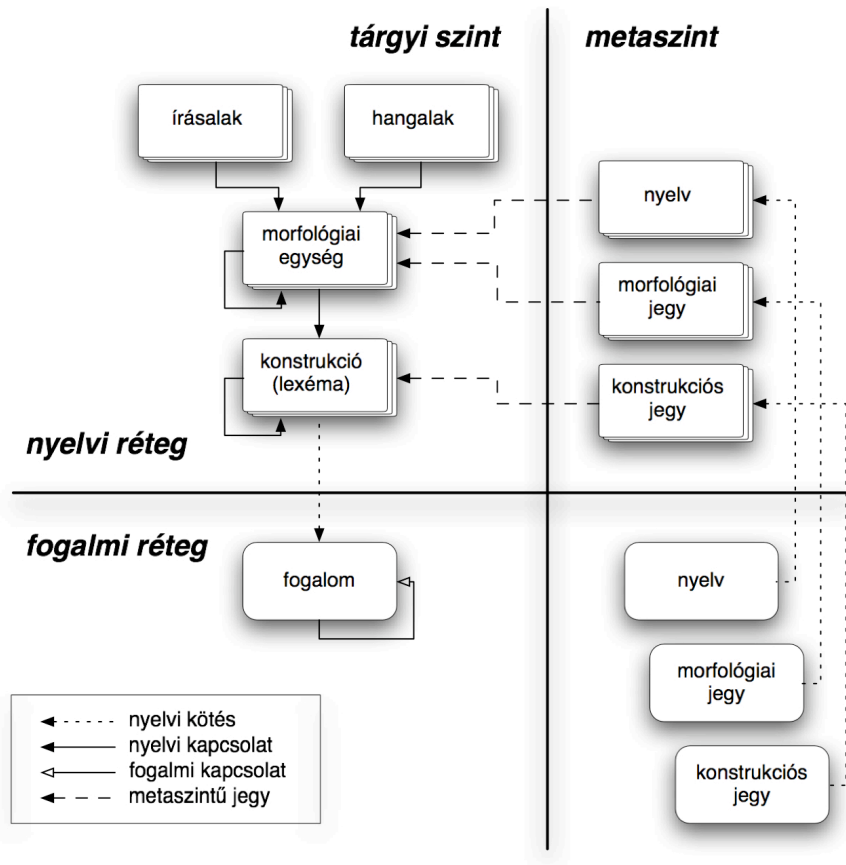 tárgyi szint
metaszint
írásalak
hangalak
nyelv
morfológiai
egység
morfológiai
jegy
konstrukció
(lexéma)
konstrukciós
jegy
nyelvi réteg
fogalmi réteg
fogalom
nyelv
morfológiai
jegy
konstrukciós
jegy
nyelvi kötés
nyelvi kapcsolat
fogalmi kapcsolat
metaszintű jegy